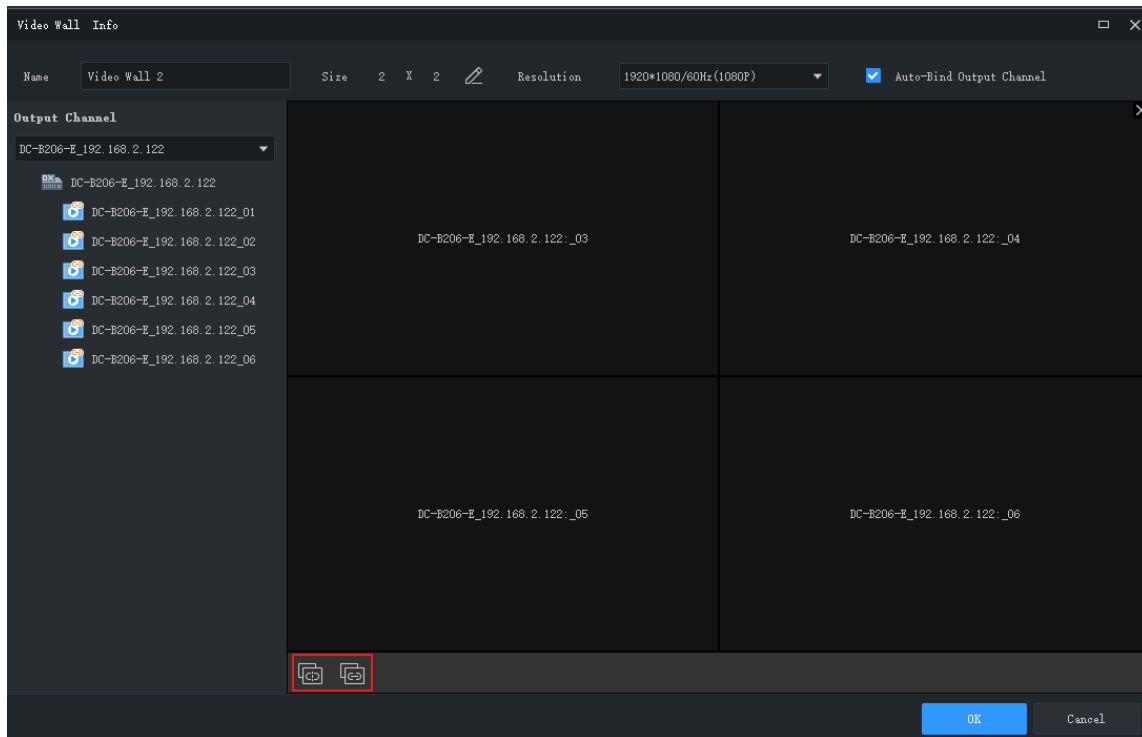 Video Wall Info
Name Video Wall 2 Size 2 X 2 Resolution 1920*1080/60Hz(1080P) Auto-Bind Output Channel
Output Channel
DC-B206-E_192.168.2.122
DC-B206-E_192.168.2.122
DC-B206-E_192.168.2.122_01
DC-B206-E_192.168.2.122_02
DC-B206-E_192.168.2.122_03
DC-B206-E_192.168.2.122_04
DC-B206-E_192.168.2.122_05
DC-B206-E_192.168.2.122_06
DC-B206-E_192.168.2.122:_03
DC-B206-E_192.168.2.122:_04
DC-B206-E_192.168.2.122:_05
DC-B206-E_192.168.2.122:_06
OK Cancel